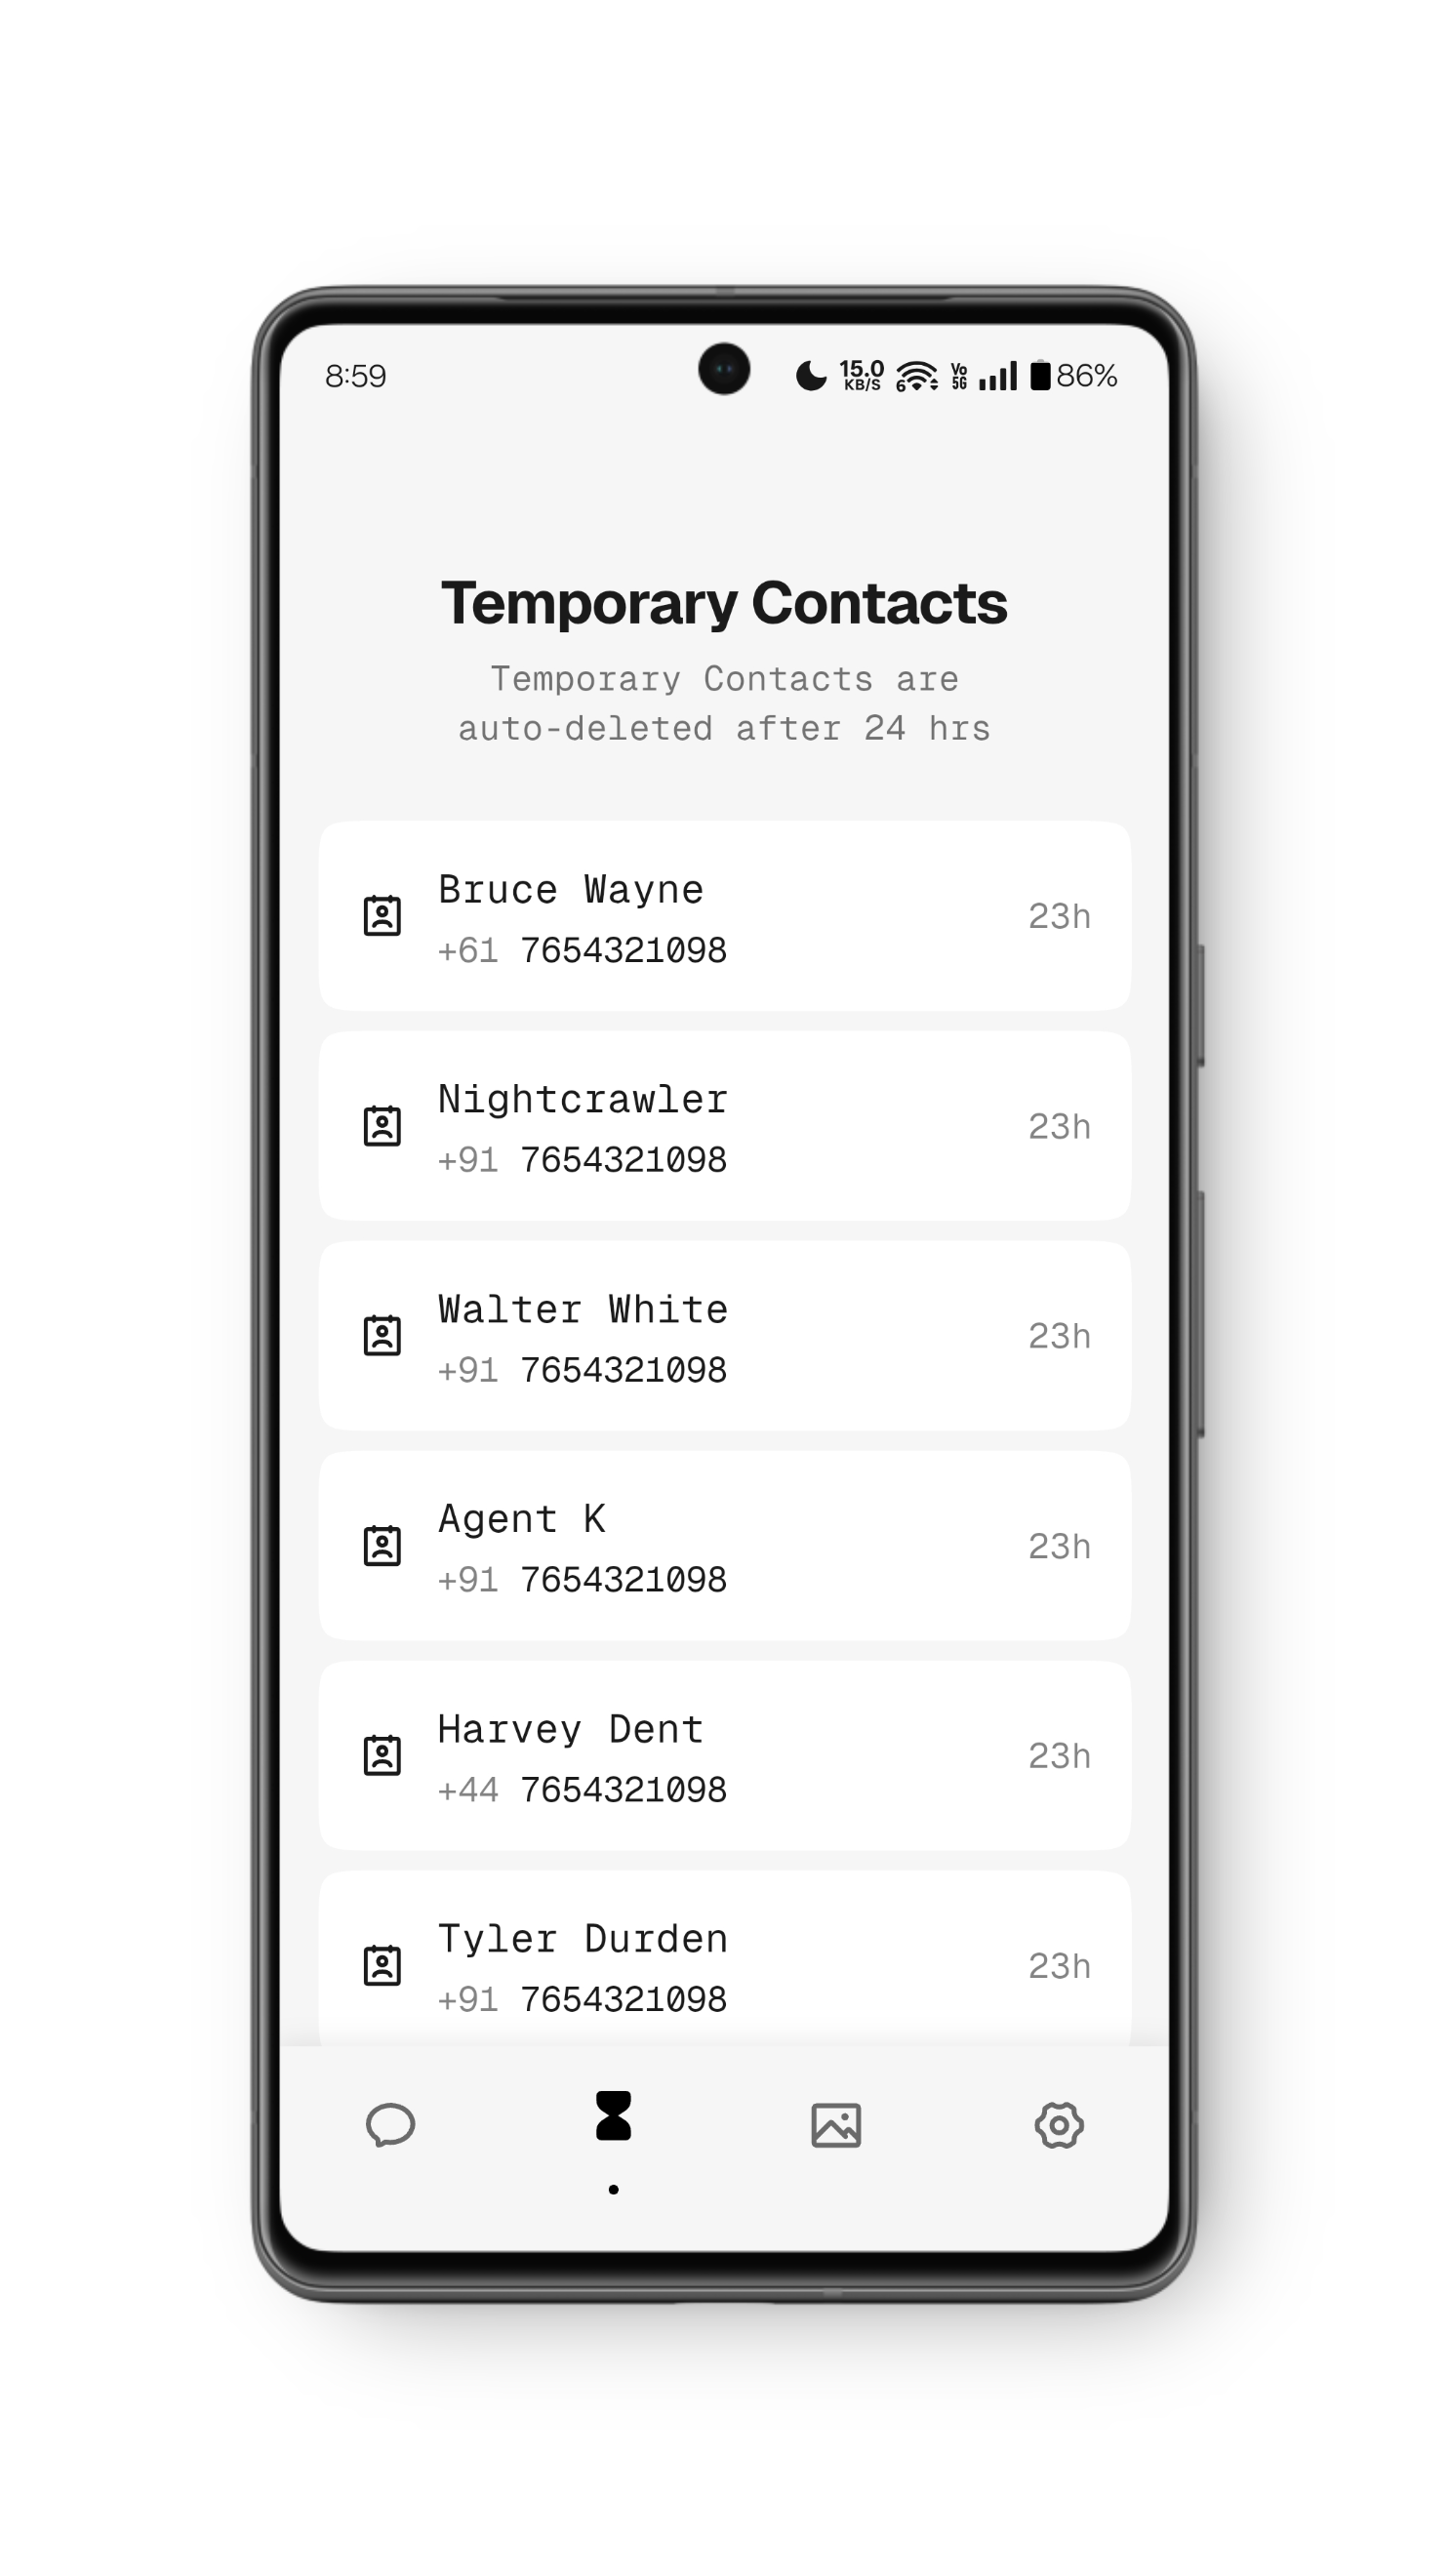 8:59
15.0
KB/S
6
Vo
5G
86%
Temporary Contacts
Temporary Contacts are
auto-deleted after 24 hrs
Bruce Wayne
+61 7654321098
23h
Nightcrawler
+91 7654321098
23h
Walter White
+91 7654321098
23h
Agent K
+91 7654321098
23h
Harvey Dent
+44 7654321098
23h
Tyler Durden
+91 7654321098
23h